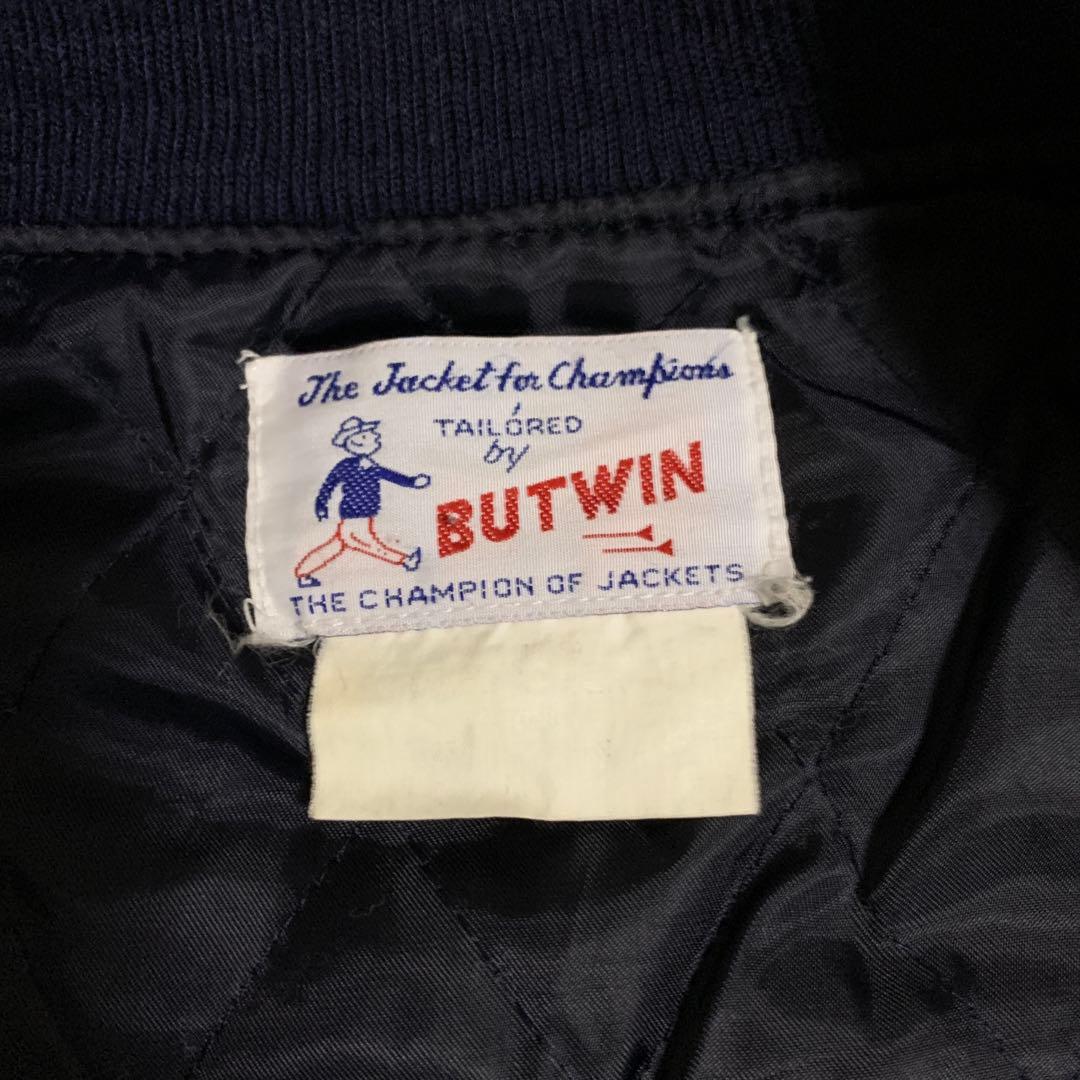 The Jacket for Champions
TAILORED
by
BUTWIN
THE CHAMPION OF JACKETS